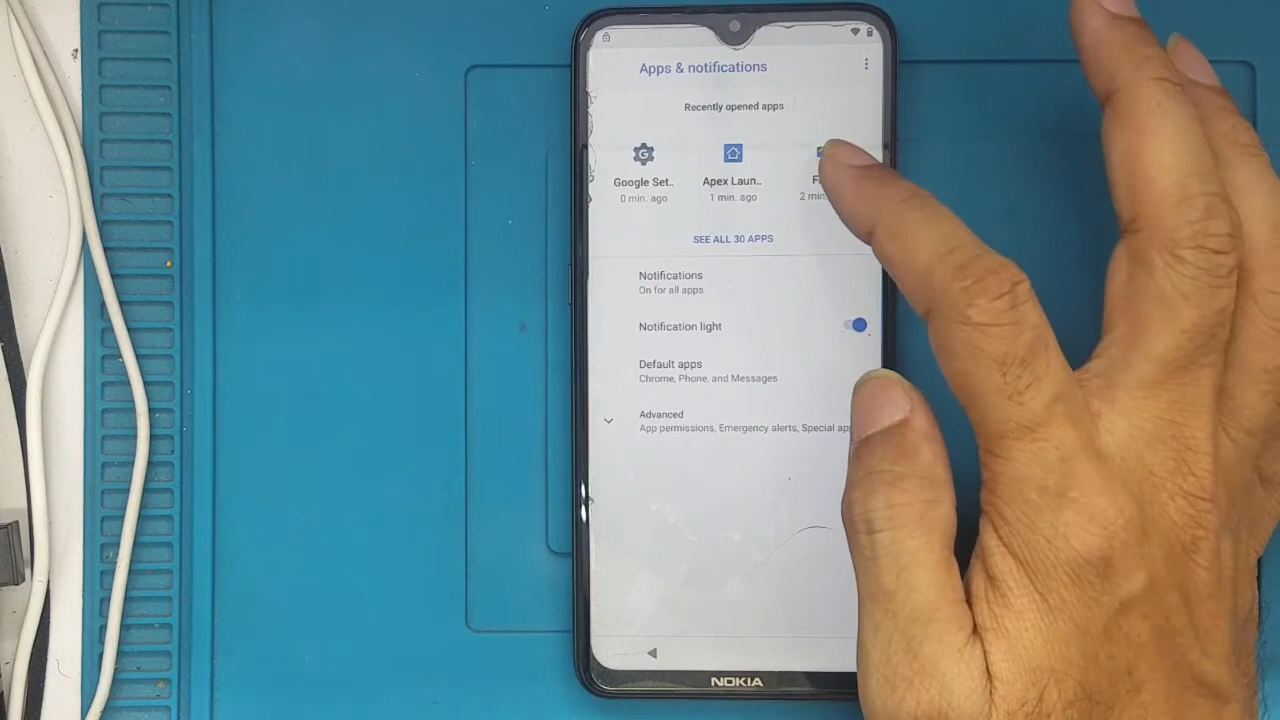 Apps & notifications
Recently opened apps
Google Set..
Apex Laun..
0 min. ago
1 min. ago
2 min.
SEE ALL 30 APPS
Notifications
On for all apps
Notification light
Default apps
Chrome, Phone, and Messages
Advanced
App permissions, Emergency alerts, Special
NOKIA